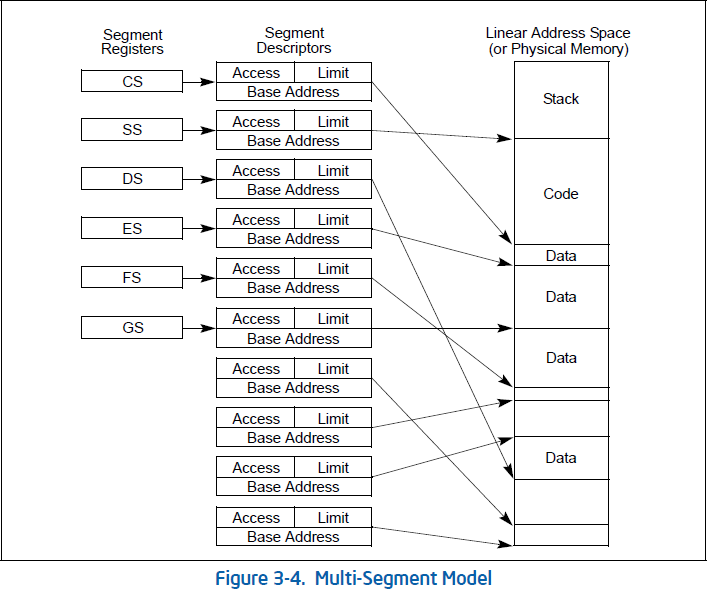 Segment
Registers
Segment
Descriptors
Linear Address Space
(or Physical Memory)
CS
Access Limit
Base Address
SS
Access Limit
Base Address
DS
Access Limit
Base Address
ES
Access Limit
Base Address
FS
Access Limit
Base Address
GS
Access Limit
Base Address
Access Limit
Base Address
Access Limit
Base Address
Access Limit
Base Address
Access Limit
Base Address
Stack
Code
Data
Data
Data
Data
Figure 3-4. Multi-Segment Model